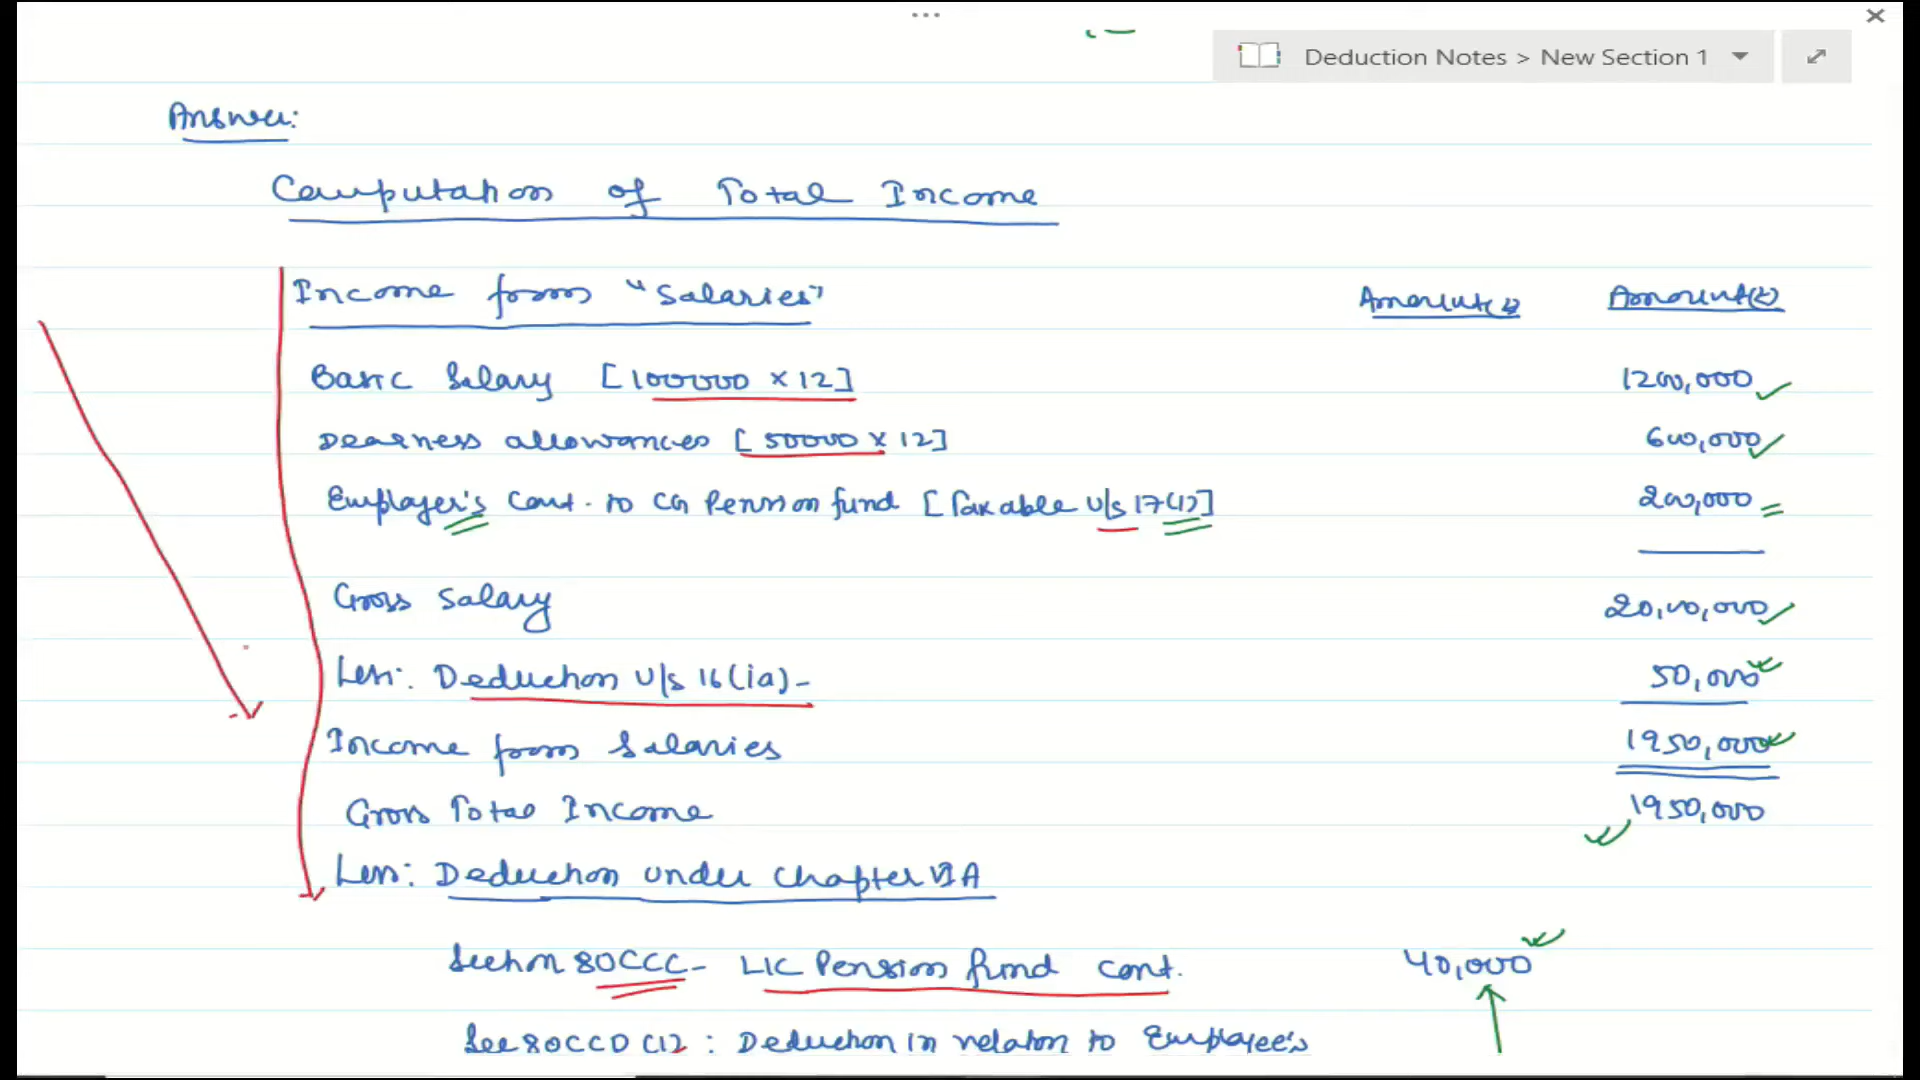 Deduction Notes > New Section 1
Answer:
Computation of Total Income
Income from "Salaries" Amount(₹) Amount(₹)
Basic Salary [100000 × 12] 1200,000
Dearness allowances [50000 × 12] 600,000
Employer's Cont. to CG Pension fund [Taxable U/s 17(1)] 200,000
Gross Salary 20,00,000
Less: Deduction U/s 16(ia)- 50,000
Income from Salaries 1950,000
Gross Total Income 1950,000
Less: Deduction under Chapter VIA
Section 80CCC- LIC Pension fund cont. 40,000
Sec 80CCD (1) : Deduction in relation to Employee's